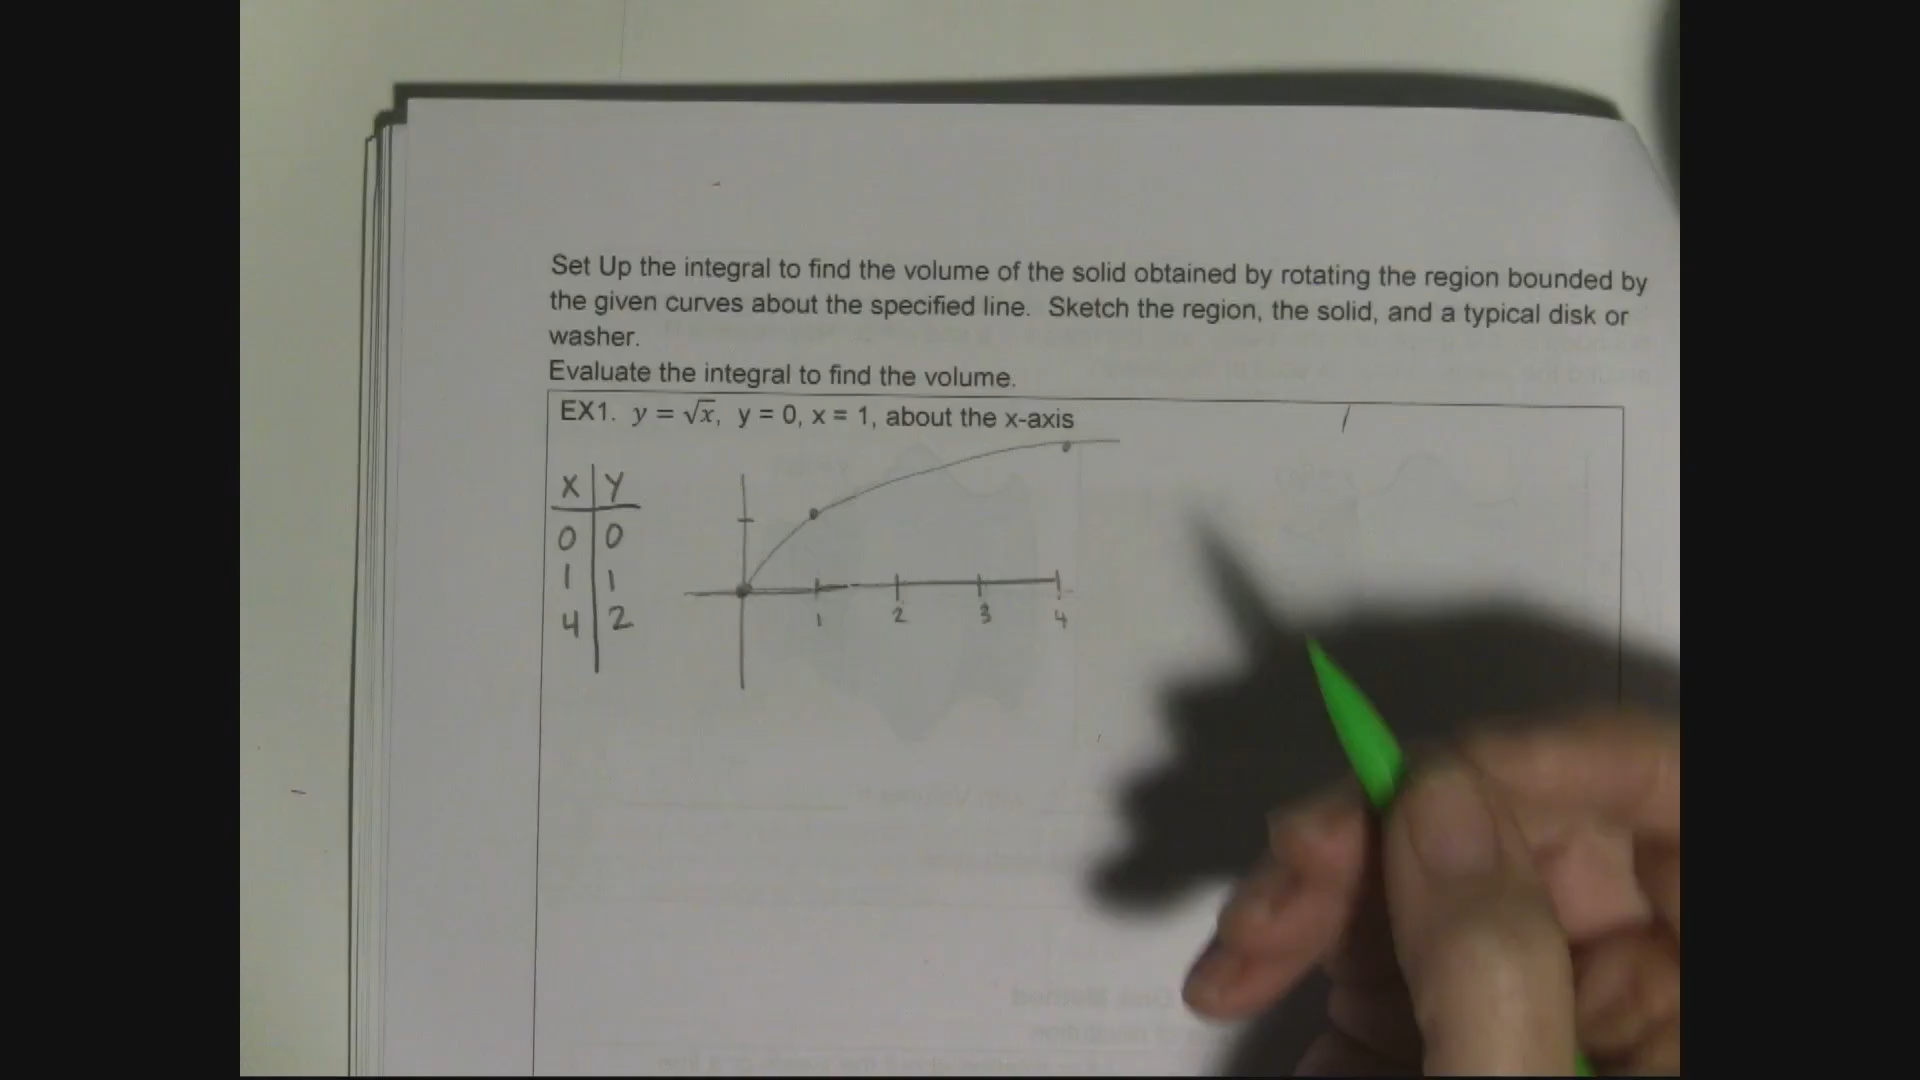 Set Up the integral to find the volume of the solid obtained by rotating the region bounded by
the given curves about the specified line. Sketch the region, the solid, and a typical disk or
washer.
Evaluate the integral to find the volume.
EX1. y = √x, y = 0, x = 1, about the x-axis
X Y
0 0
1 1
4 2
1 2 3 4